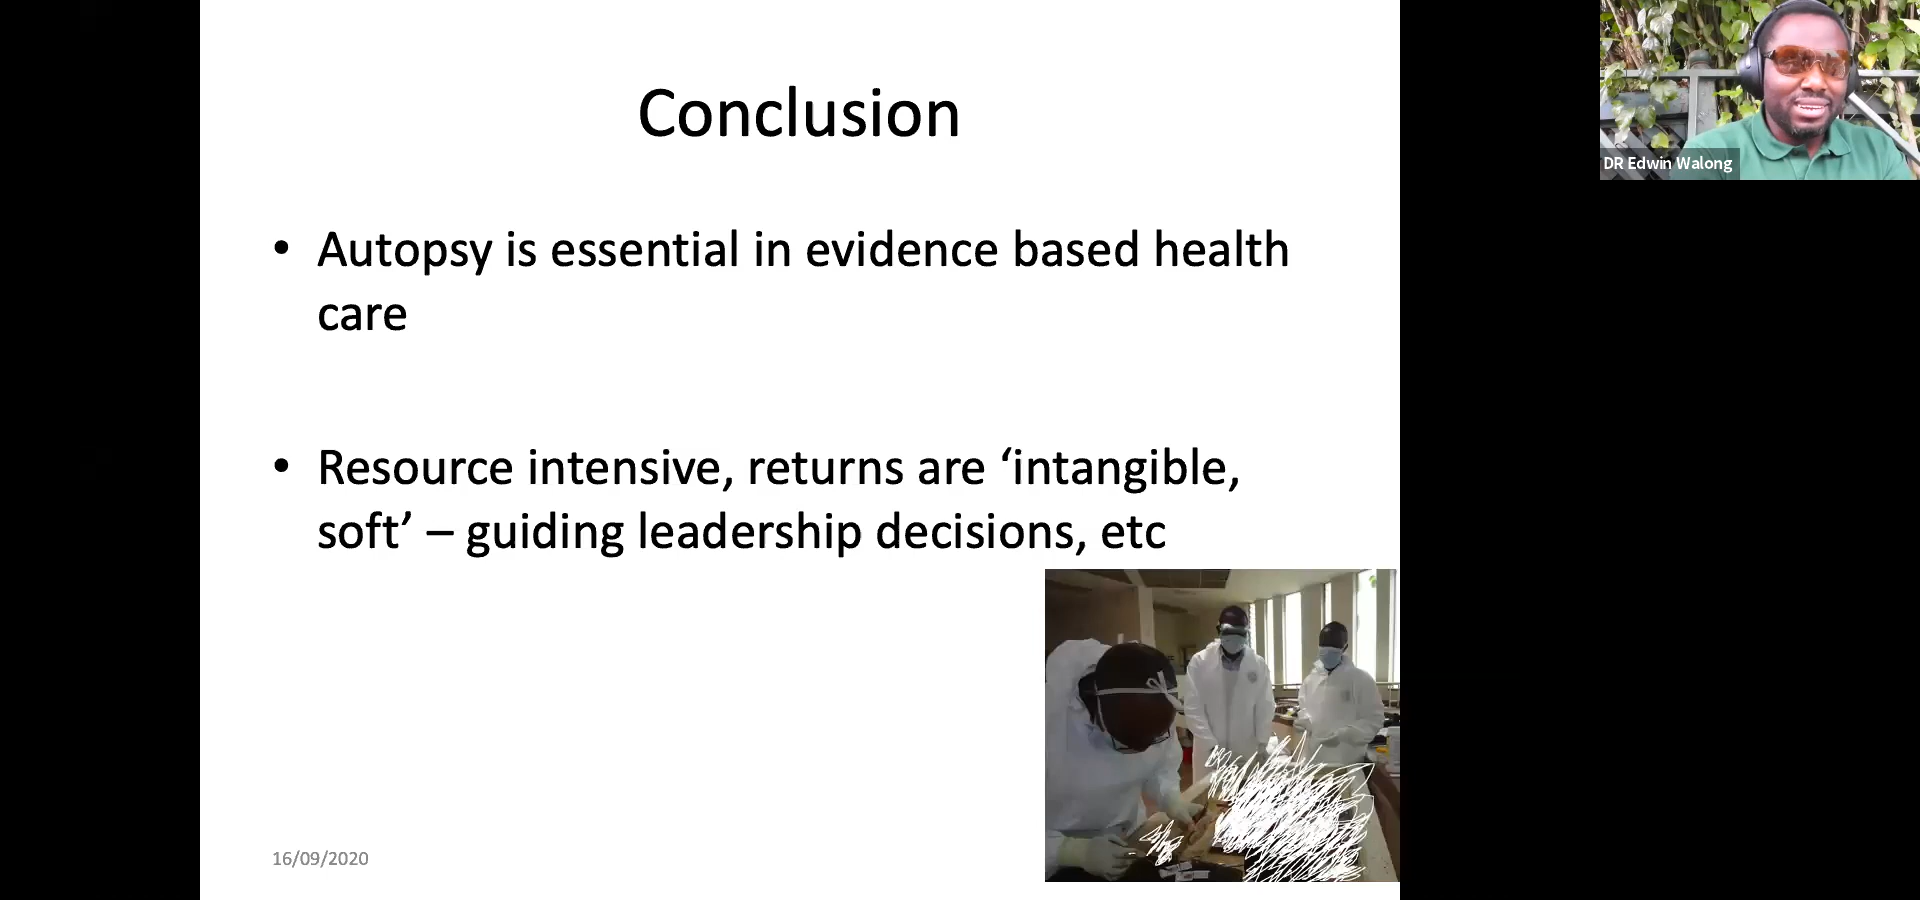 Conclusion
• Autopsy is essential in evidence based health
care
• Resource intensive, returns are ‘intangible,
soft’ – guiding leadership decisions, etc
16/09/2020
DR Edwin Walong